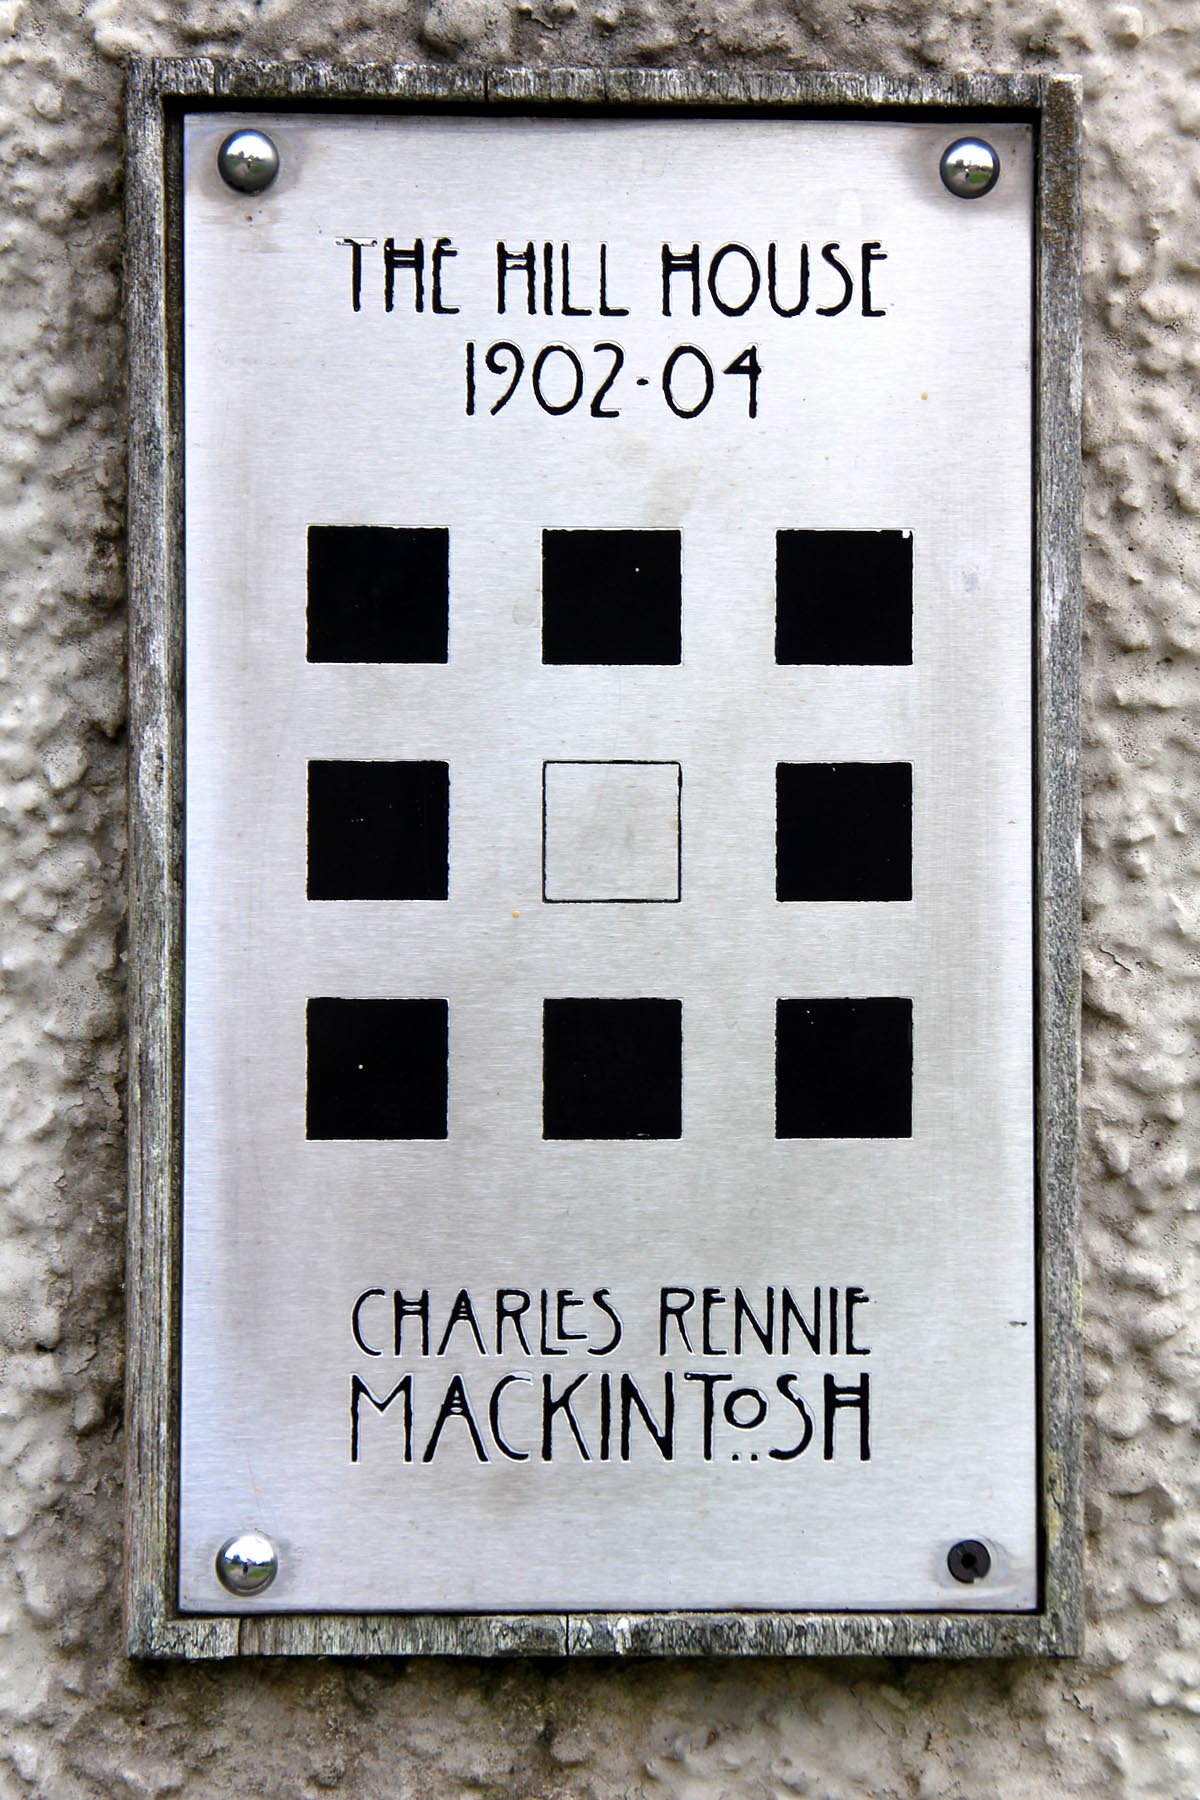 THE HILL HOUSE
1902-04
CHARLES RENNIE
MACKINTOSH